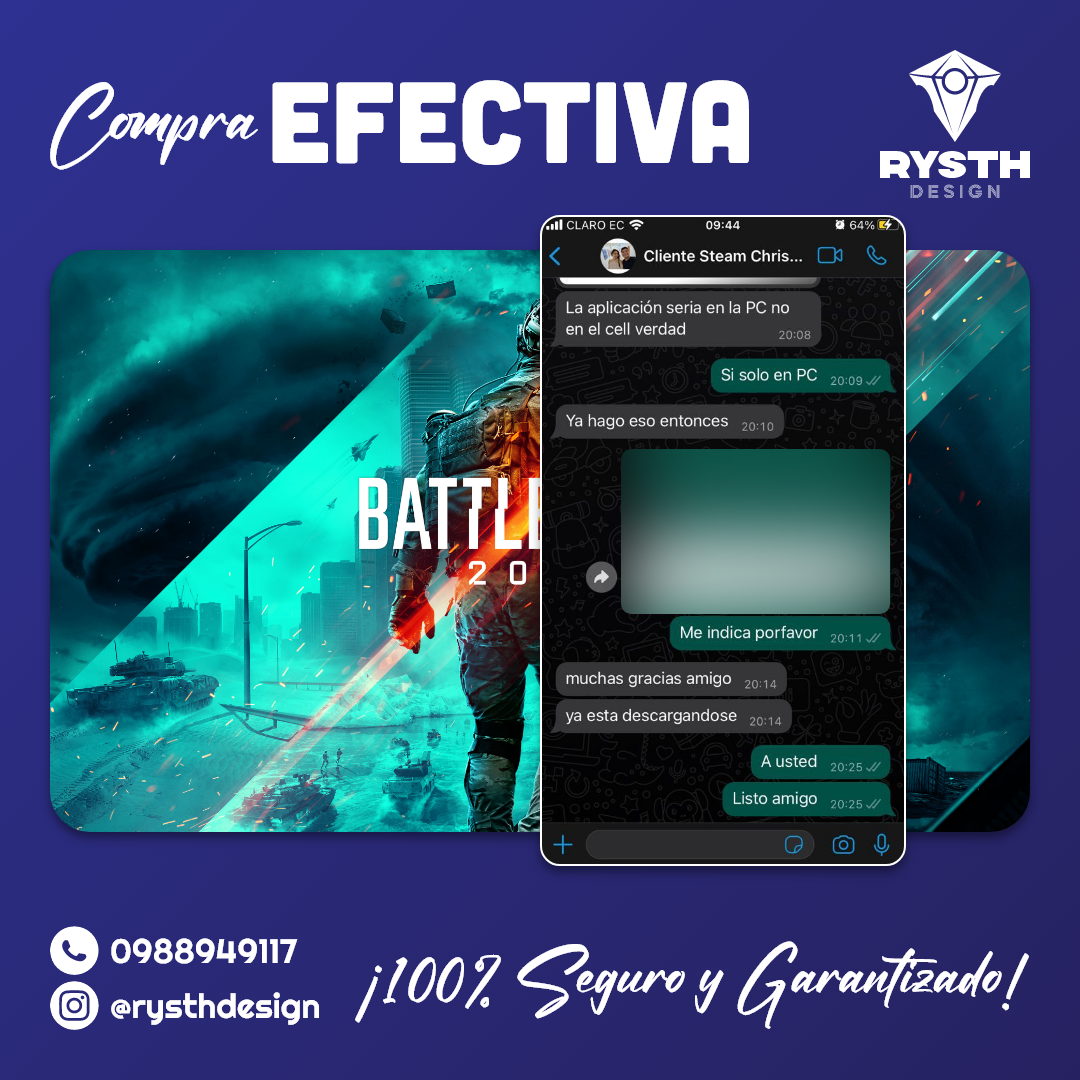 Compra EFECTIVA
RYSTH
DESIGN
CLARO EC 09:44 64%
Cliente Steam Chris...
La aplicación seria en la PC no
en el cell verdad 20:08
Si solo en PC 20:09
Ya hago eso entonces 20:10
Me indica porfavor 20:11
muchas gracias amigo 20:14
ya esta descargandose 20:14
A usted 20:25
Listo amigo 20:25
BATTLE
20
0988949117
@rysthdesign
¡100% Seguro y Garantizado!